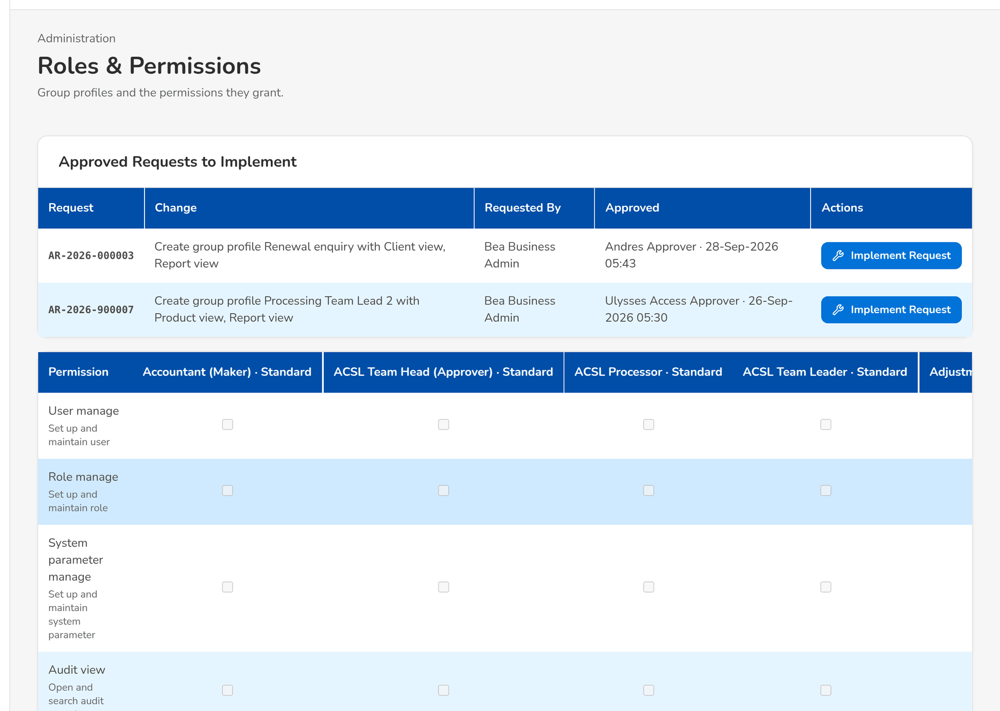 Administration
Roles & Permissions
Group profiles and the permissions they grant.
Approved Requests to Implement
Request Change Requested By Approved Actions
AR-2026-000003 Create group profile Renewal enquiry with Client view, Report view Bea Business Admin Andres Approver · 28-Sep-2026 05:43 Implement Request
AR-2026-900007 Create group profile Processing Team Lead 2 with Product view, Report view Bea Business Admin Ulysses Access Approver · 26-Sep-2026 05:30 Implement Request
Permission Accountant (Maker) · Standard ACSL Team Head (Approver) · Standard ACSL Processor · Standard ACSL Team Leader · Standard Adjustm
User manage
Set up and
maintain user
Role manage
Set up and
maintain role
System
parameter
manage
Set up and
maintain
system
parameter
Audit view
Open and
search audit